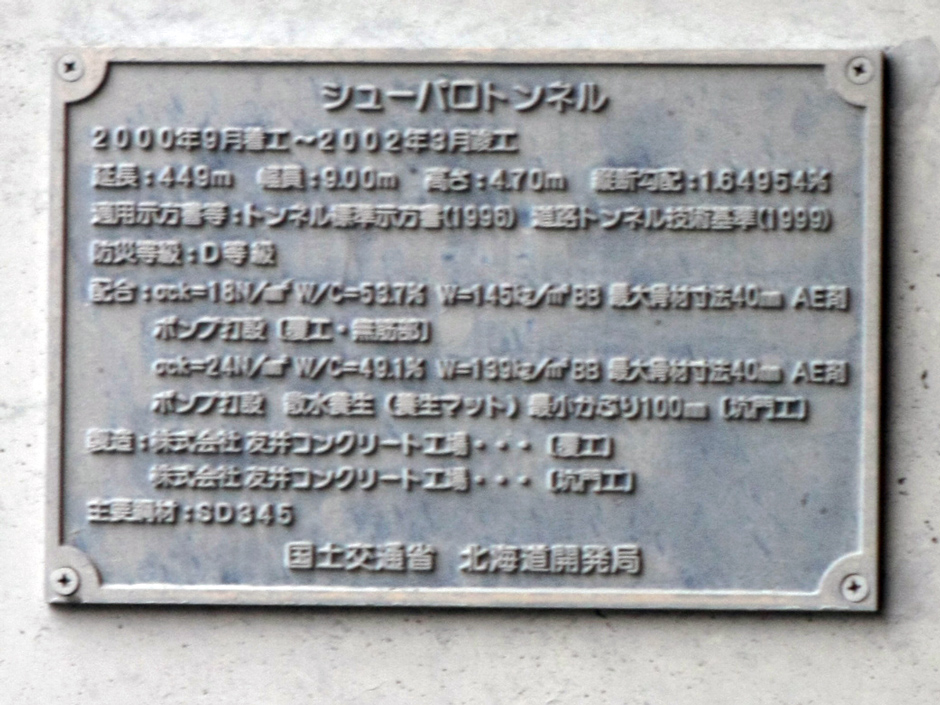 シューパロトンネル
2000年9月着工～2002年3月竣工
延長:449m 幅員:9.00m 高さ:4.70m 縦断勾配:1.64954%
適用示方書等:トンネル標準示方書(1996) 道路トンネル技術基準(1999)
防災等級:D等級
配合:σck=18N/㎟ W/C=53.7% W=145kg/㎥ BB 最大骨材寸法40㎜ AE剤
ポンプ打設〔覆工・無筋部〕
σck=24N/㎟ W/C=49.1% W=139kg/㎥ BB 最大骨材寸法40㎜ AE剤
ポンプ打設 散水養生(養生マット)最小かぶり100㎜〔坑門工〕
製造:株式会社 友井コンクリート工場・・・〔覆工〕
株式会社 友井コンクリート工場・・・〔坑門工〕
主要鋼材:SD345
国土交通省 北海道開発局